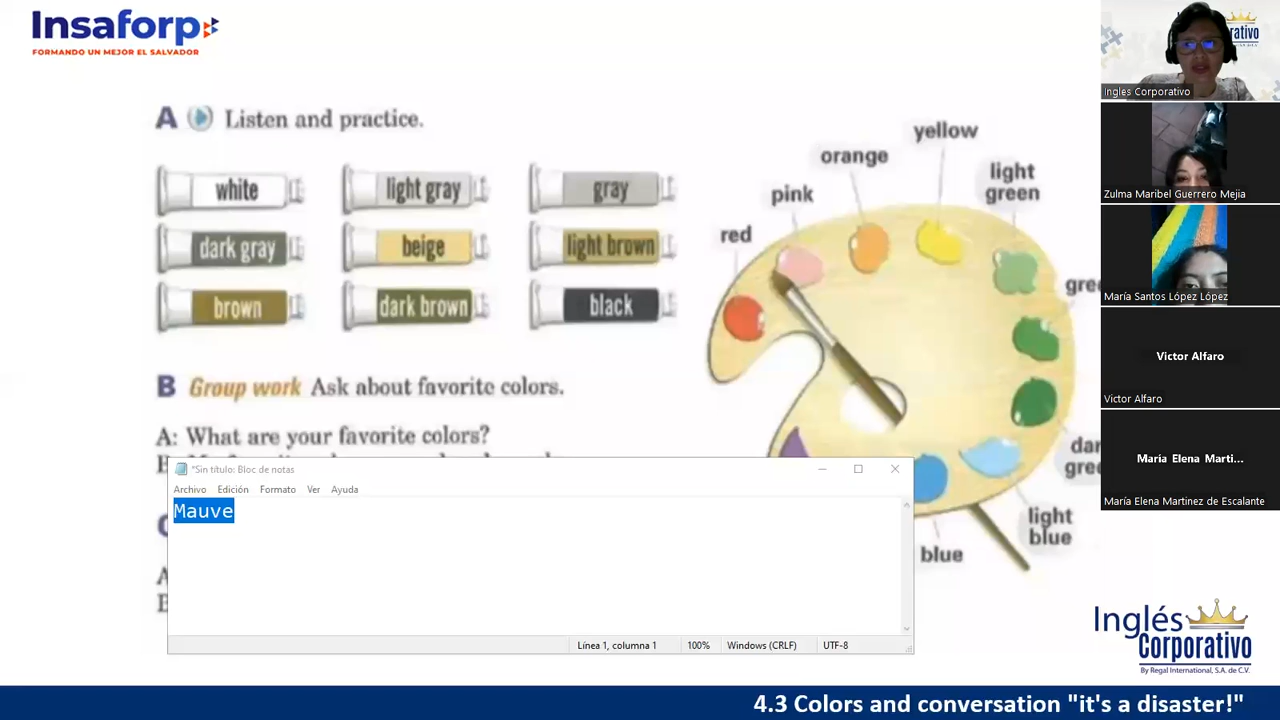 Insaforp
FORMANDO UN MEJOR EL SALVADOR
A Listen and practice.
white light gray gray
dark gray beige light brown
brown dark brown black
yellow
orange
light
green
pink
red
B Group work Ask about favorite colors.
A: What are your favorite colors?
light
blue
blue
*Sin título: Bloc de notas
Archivo Edición Formato Ver Ayuda
Mauve
Línea 1, columna 1 100% Windows (CRLF) UTF-8
Ingles Corporativo
Zulma Maribel Guerrero Mejia
María Santos López López
Victor Alfaro
Victor Alfaro
María Elena Marti...
María Elena Martinez de Escalante
Inglés
Corporativo
By Regal International, S.A. de C.V.
4.3 Colors and conversation "it's a disaster!"